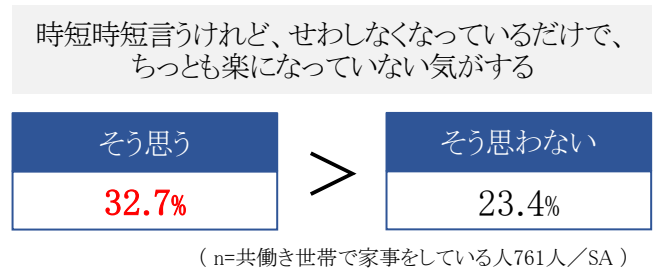 時短時短言うけれど、せわしなくなっているだけで、
ちっとも楽になっていない気がする
そう思う
32.7%
>
そう思わない
23.4%
( n=共働き世帯で家事をしている人761人／SA )